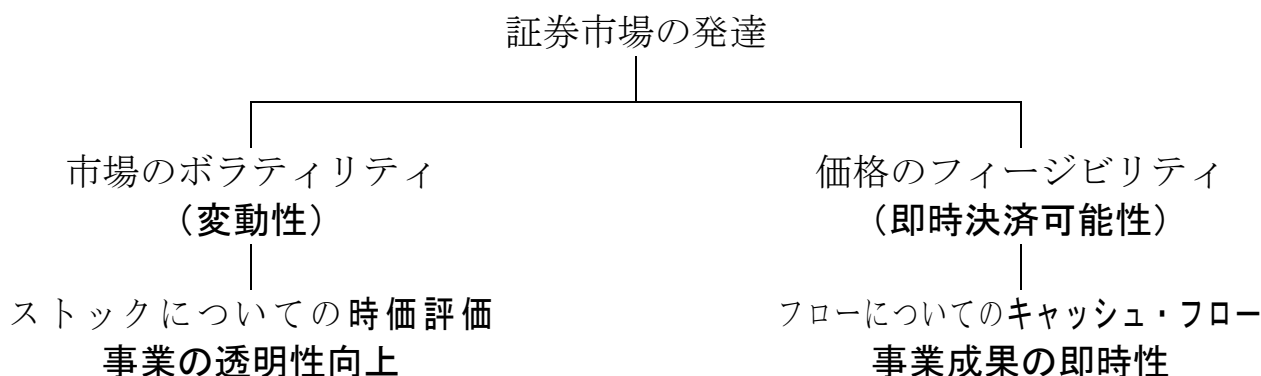 証券市場の発達
市場のボラティリティ
(変動性)
ストックについての時価評価
事業の透明性向上
価格のフィージビリティ
(即時決済可能性)
フローについてのキャッシュ・フロー
事業成果の即時性